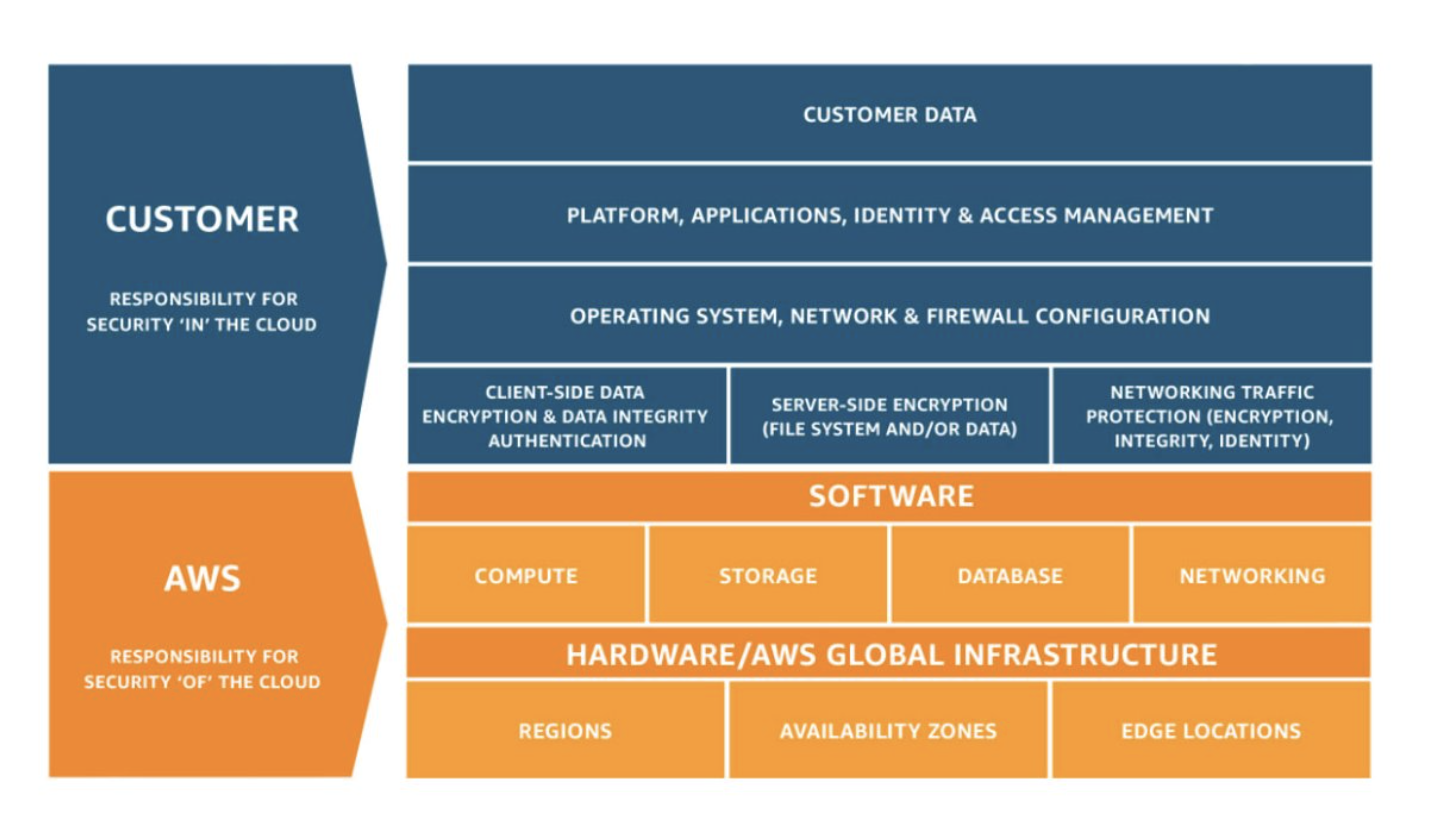 CUSTOMER
RESPONSIBILITY FOR
SECURITY ‘IN’ THE CLOUD
CUSTOMER DATA
PLATFORM, APPLICATIONS, IDENTITY & ACCESS MANAGEMENT
OPERATING SYSTEM, NETWORK & FIREWALL CONFIGURATION
CLIENT-SIDE DATA
ENCRYPTION & DATA INTEGRITY
AUTHENTICATION
SERVER-SIDE ENCRYPTION
(FILE SYSTEM AND/OR DATA)
NETWORKING TRAFFIC
PROTECTION (ENCRYPTION,
INTEGRITY, IDENTITY)
AWS
RESPONSIBILITY FOR
SECURITY ‘OF’ THE CLOUD
SOFTWARE
COMPUTE
STORAGE
DATABASE
NETWORKING
HARDWARE/AWS GLOBAL INFRASTRUCTURE
REGIONS
AVAILABILITY ZONES
EDGE LOCATIONS